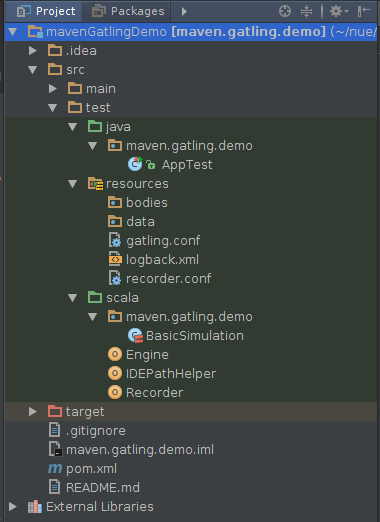 Project Packages
mavenGatlingDemo [maven.gatling.demo] (~/nue/
.idea
src
main
test
java
maven.gatling.demo
AppTest
resources
bodies
data
gatling.conf
logback.xml
recorder.conf
scala
maven.gatling.demo
BasicSimulation
Engine
IDEPathHelper
Recorder
target
.gitignore
maven.gatling.demo.iml
pom.xml
README.md
External Libraries